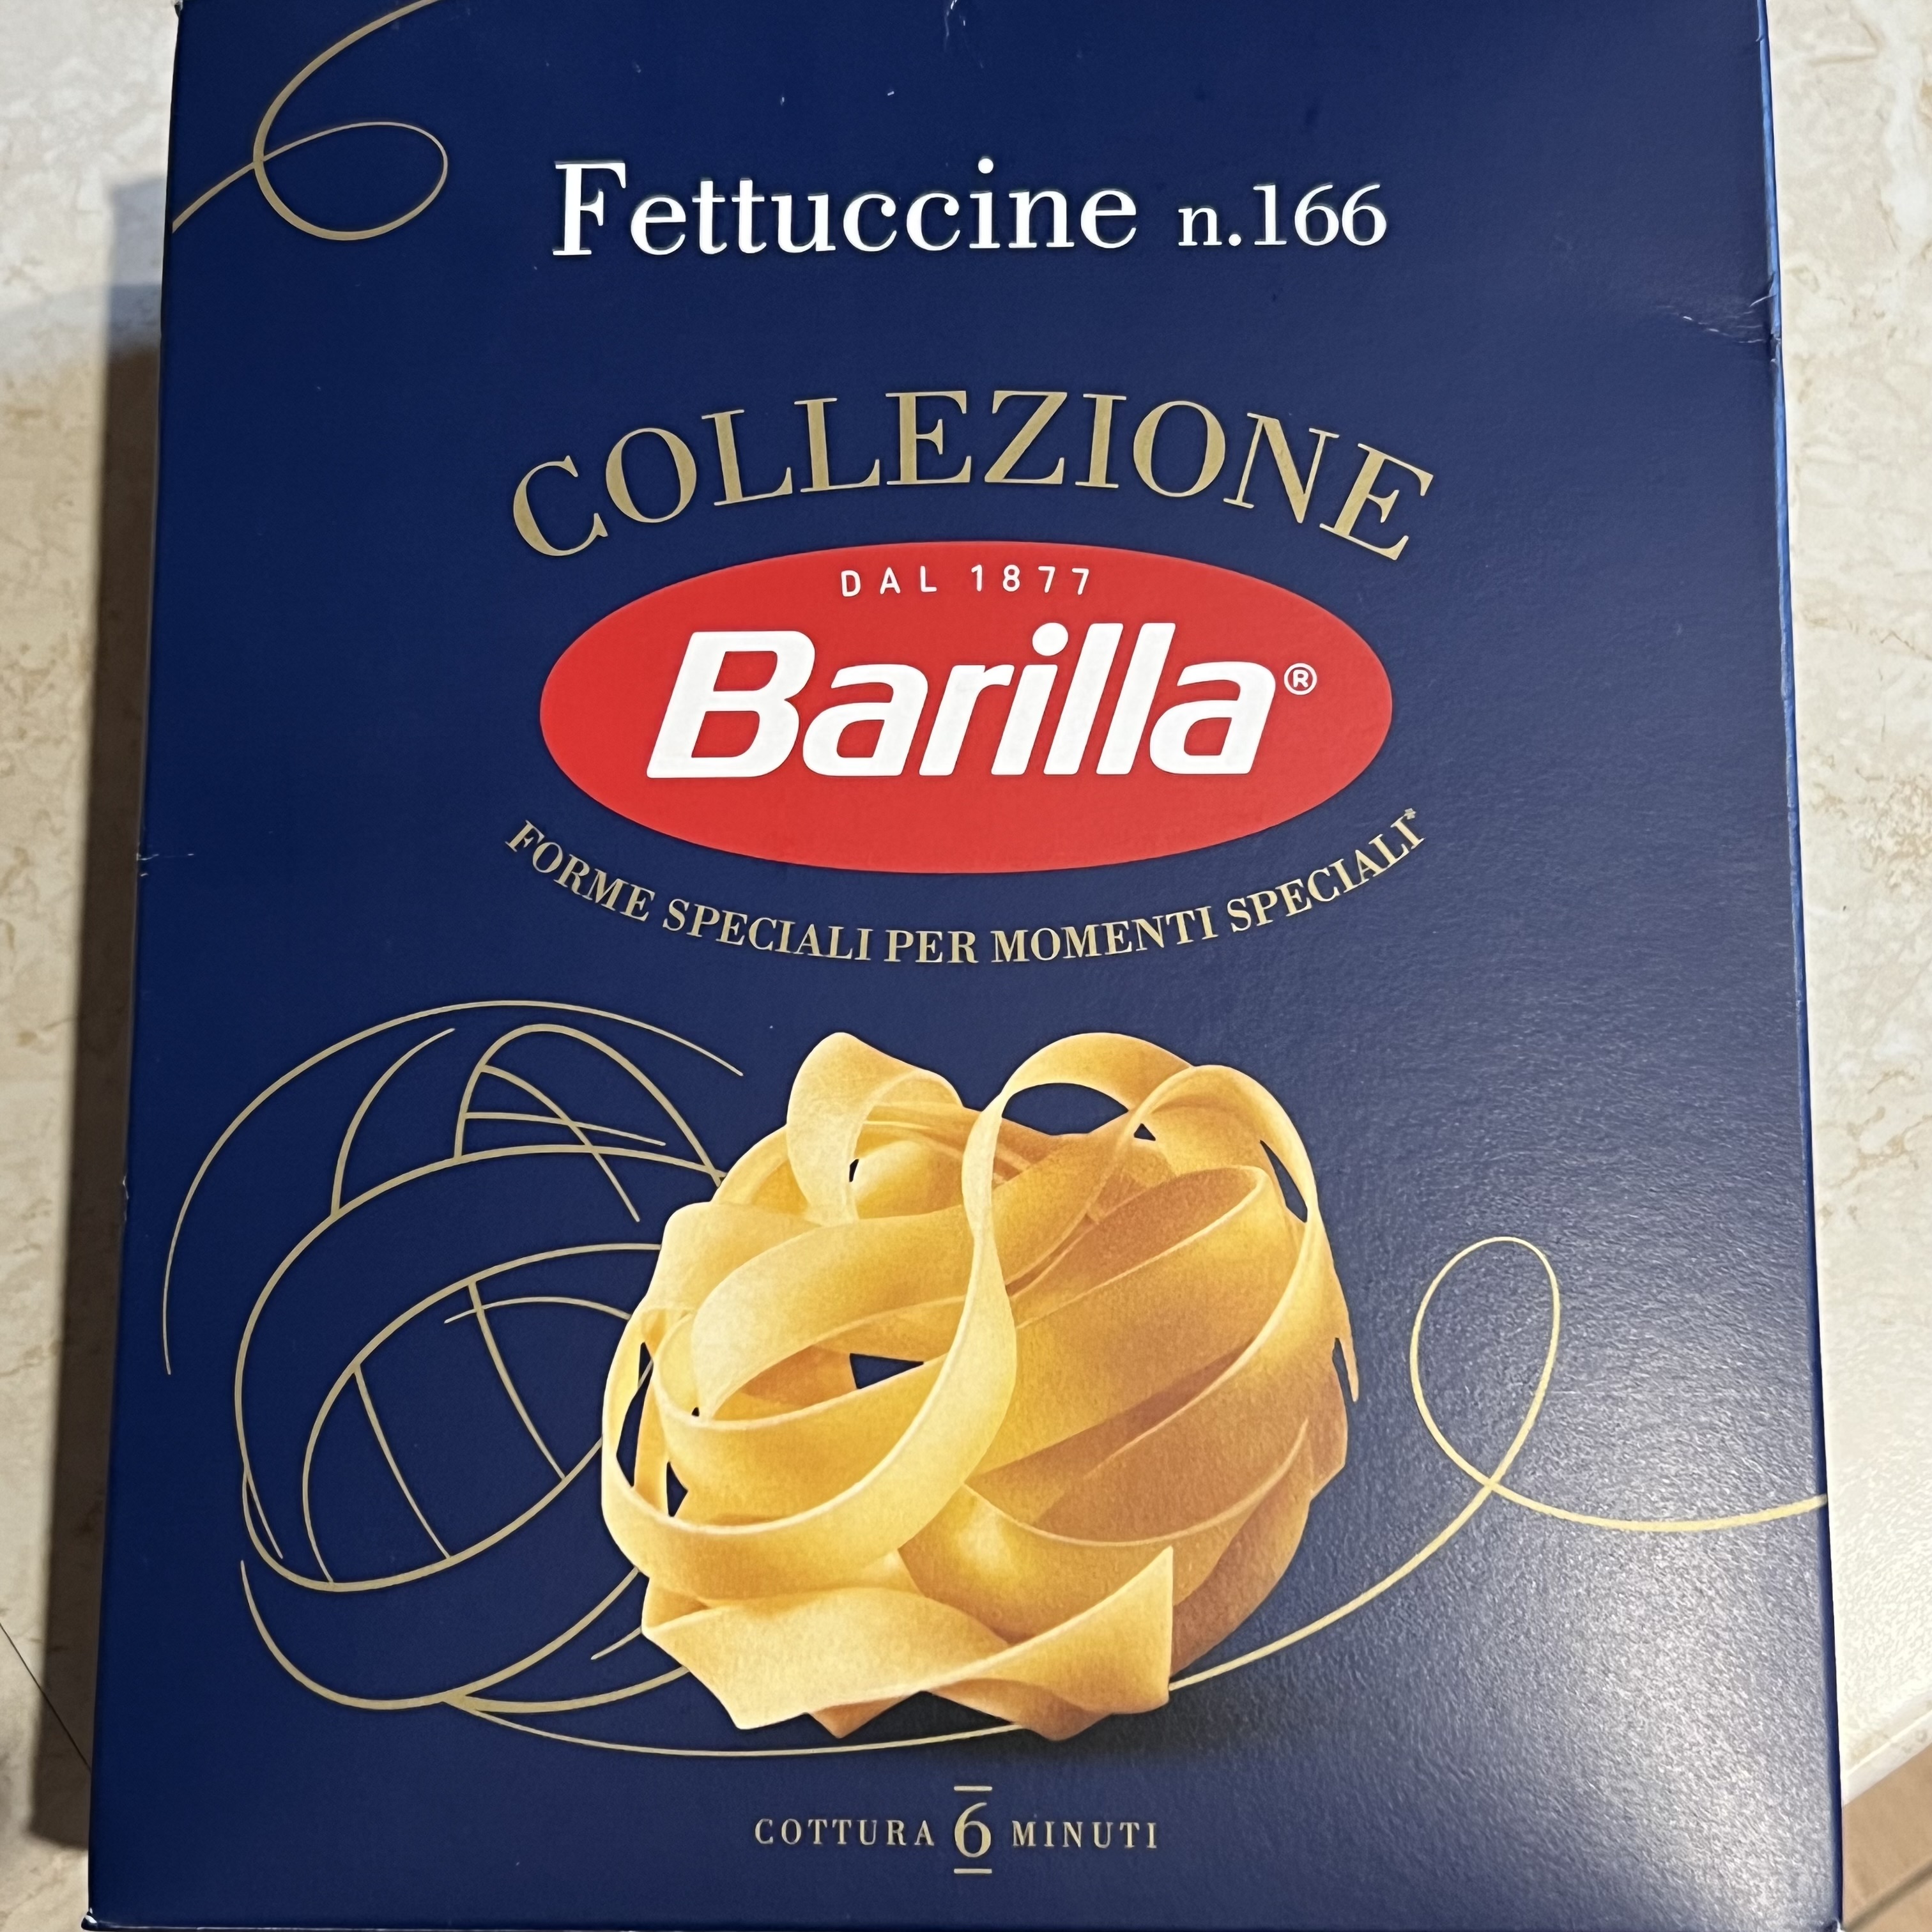 Fettuccine n.166
COLLEZIONE
DAL 1877
Barilla®
FORME SPECIALI PER MOMENTI SPECIALI*
COTTURA 6 MINUTI